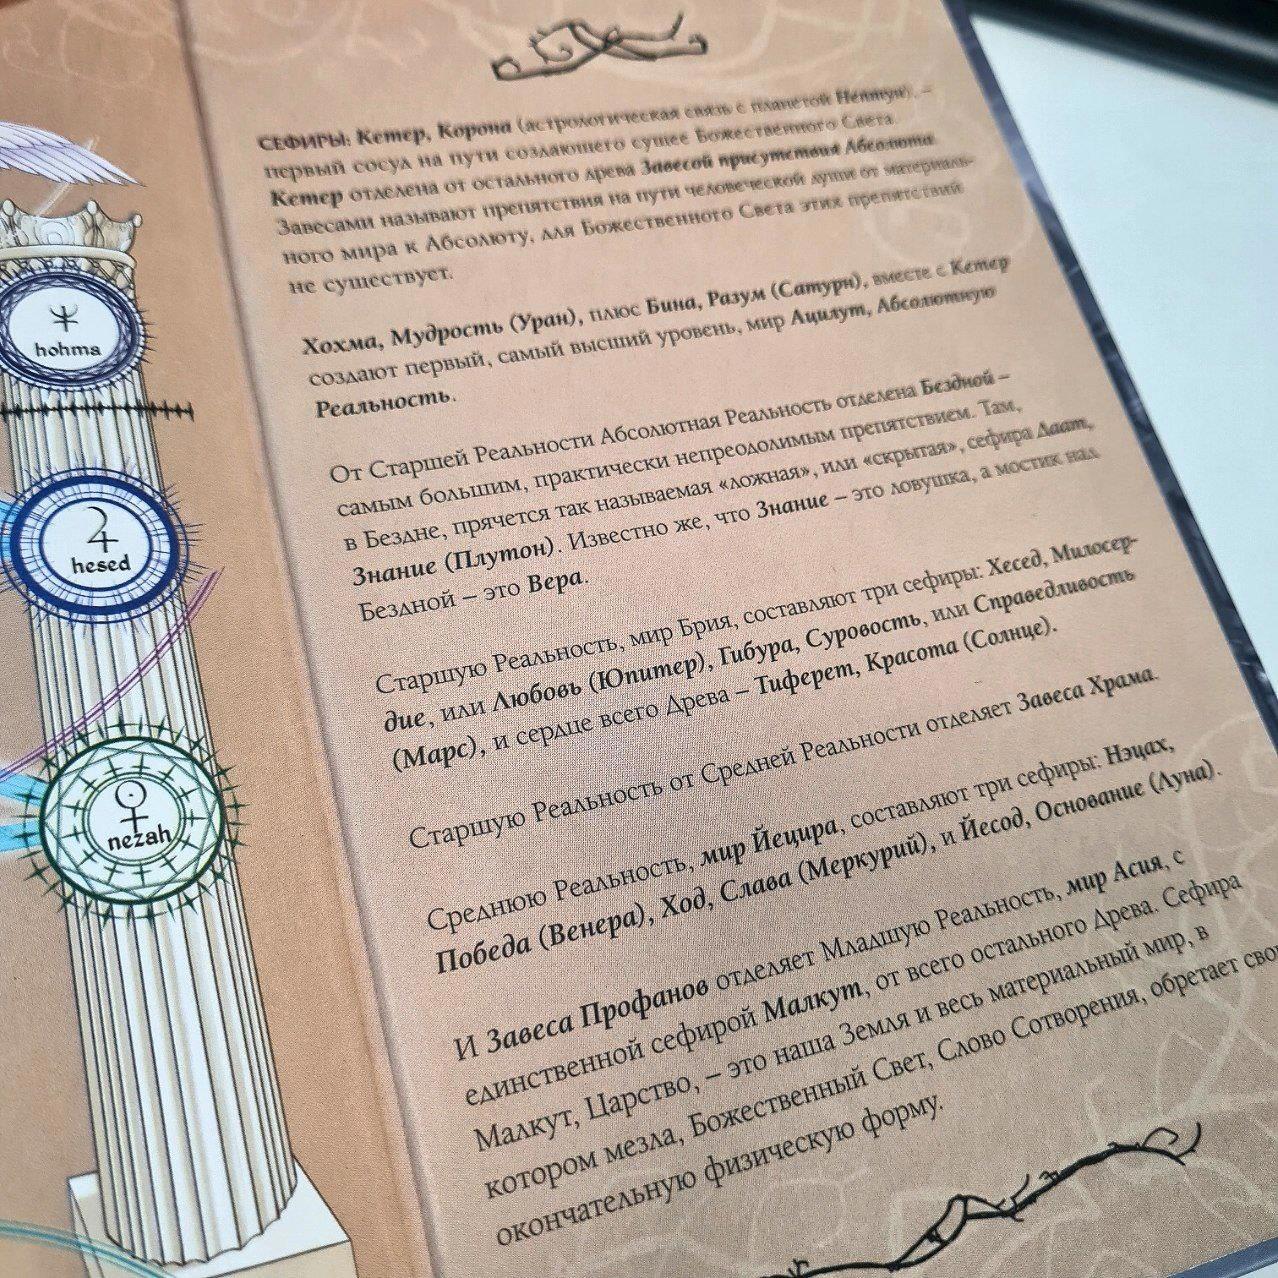 hohma
hesed
nezah
СЕФИРЫ: Кетер, Корона (астрологическая связь с планетой Нептун), –
первый сосуд на пути создающего сущее Божественного Света.
Кетер отделена от остального древа Завесой присутствия Абсолюта.
Завесами называют препятствия на пути человеческой души от материаль-
ного мира к Абсолюту, для Божественного Света этих препятствий
не существует.
Хохма, Мудрость (Уран), плюс Бина, Разум (Сатурн), вместе с Кетер
создают первый, самый высший уровень, мир Ацилут, Абсолютную
Реальность.
От Старшей Реальности Абсолютная Реальность отделена Бездной –
самым большим, практически непреодолимым препятствием. Там,
в Бездне, прячется так называемая «ложная», или «скрытая», сефира Даат,
Знание (Плутон). Известно же, что Знание – это ловушка, а мостик над
Бездной – это Вера.
Старшую Реальность, мир Брия, составляют три сефиры: Хесед, Милосер-
дие, или Любовь (Юпитер), Гибура, Суровость, или Справедливость
(Марс), и сердце всего Древа – Тиферет, Красота (Солнце).
Старшую Реальность от Средней Реальности отделяет Завеса Храма.
Среднюю Реальность, мир Йецира, составляют три сефиры: Нэцах,
Победа (Венера), Ход, Слава (Меркурий), и Йесод, Основание (Луна).
И Завеса Профанов отделяет Младшую Реальность, мир Асия, с
единственной сефирой Малкут, от всего остального Древа. Сефира
Малкут, Царство, – это наша Земля и весь материальный мир, в
котором мезла, Божественный Свет, Слово Сотворения, обретает свою
окончательную физическую форму.